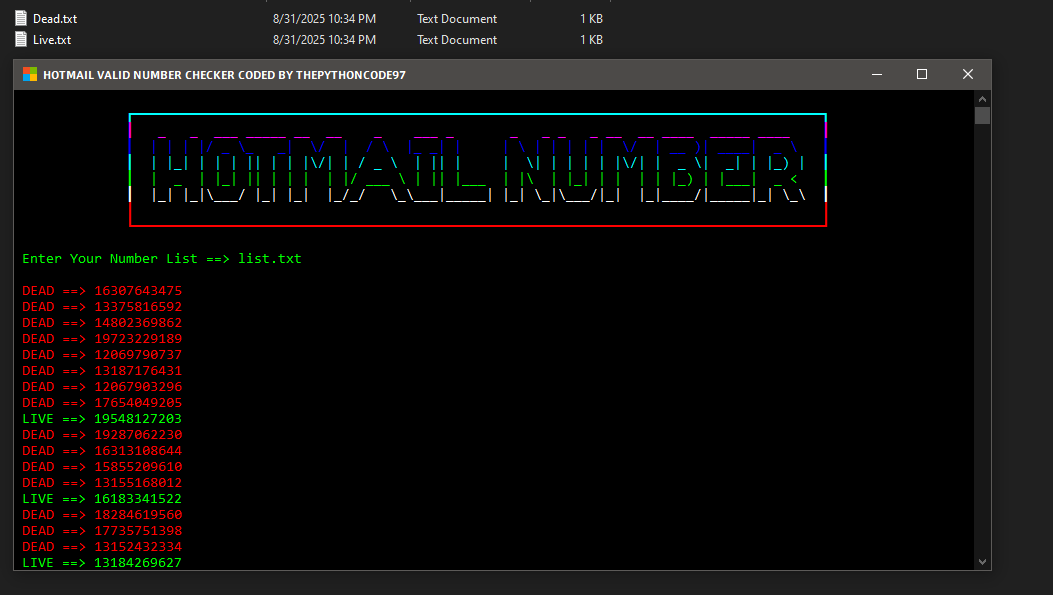 Dead.txt 8/31/2025 10:34 PM Text Document 1 KB
Live.txt 8/31/2025 10:34 PM Text Document 1 KB
HOTMAIL VALID NUMBER CHECKER CODED BY THEPYTHONCODE97
HOTMAIL NUMBER
Enter Your Number List ==> list.txt
DEAD ==> 16307643475
DEAD ==> 13375816592
DEAD ==> 14802369862
DEAD ==> 19723229189
DEAD ==> 12069790737
DEAD ==> 13187176431
DEAD ==> 12067903296
DEAD ==> 17654049205
LIVE ==> 19548127203
DEAD ==> 19287062230
DEAD ==> 16313108644
DEAD ==> 15855209610
DEAD ==> 13155168012
LIVE ==> 16183341522
DEAD ==> 18284619560
DEAD ==> 17735751398
DEAD ==> 13152432334
LIVE ==> 13184269627